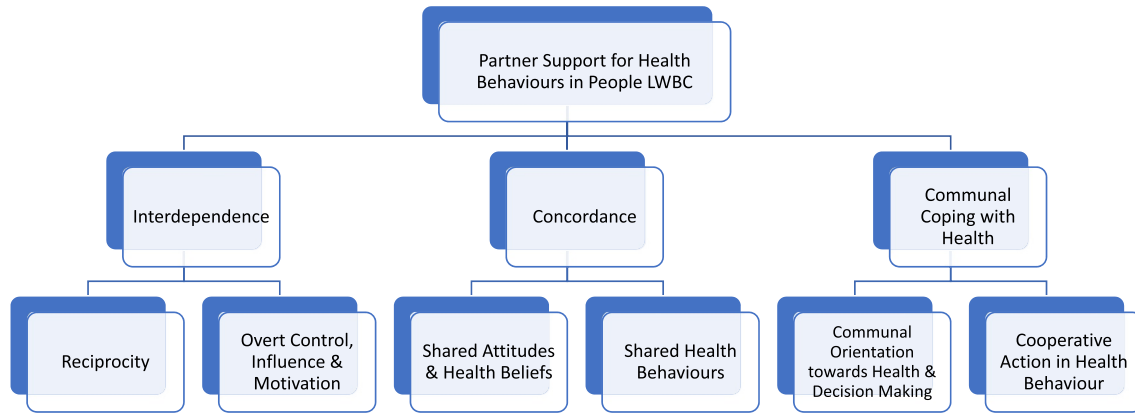 Partner Support for Health
Behaviours in People LWBC
Interdependence
Concordance
Communal
Coping with
Health
Reciprocity
Overt Control,
Influence &
Motivation
Shared Attitudes
& Health Beliefs
Shared Health
Behaviours
Communal
Orientation
towards Health &
Decision Making
Cooperative
Action in Health
Behaviour